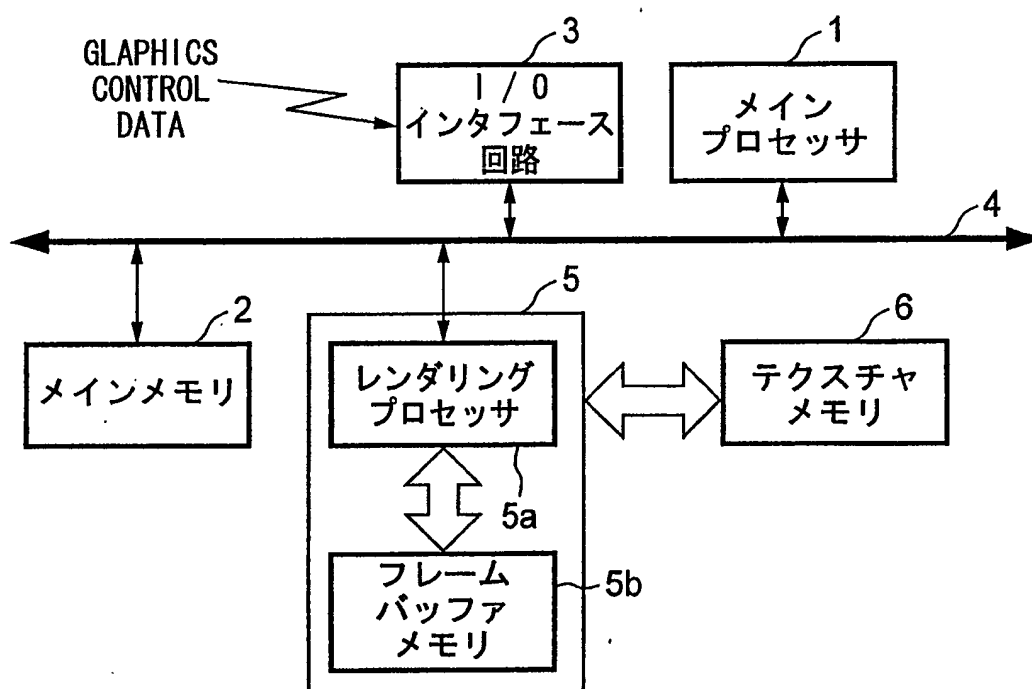 GLAPHICS
CONTROL
DATA
3
I/O
インタフェース
回路
1
メイン
プロセッサ
4
2
メインメモリ
5
レンダリング
プロセッサ
5a
フレーム
バッファ
メモリ
5b
6
テクスチャ
メモリ